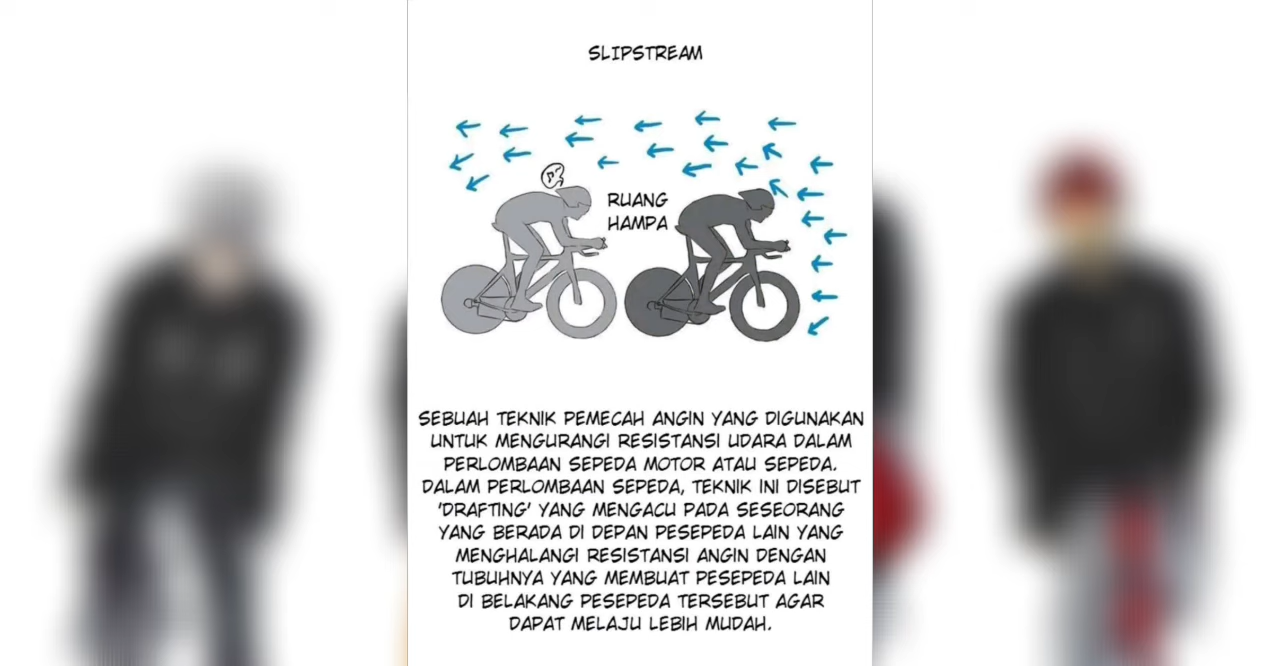 SLIPSTREAM
RUANG
HAMPA
SEBUAH TEKNIK PEMECAH ANGIN YANG DIGUNAKAN
UNTUK MENGURANGI RESISTANSI UDARA DALAM
PERLOMBAAN SEPEDA MOTOR ATAU SEPEDA.
DALAM PERLOMBAAN SEPEDA, TEKNIK INI DISEBUT
'DRAFTING' YANG MENGACU PADA SESEORANG
YANG BERADA DI DEPAN PESEPEDA LAIN YANG
MENGHALANGI RESISTANSI ANGIN DENGAN
TUBUHNYA YANG MEMBUAT PESEPEDA LAIN
DI BELAKANG PESEPEDA TERSEBUT AGAR
DAPAT MELAJU LEBIH MUDAH.